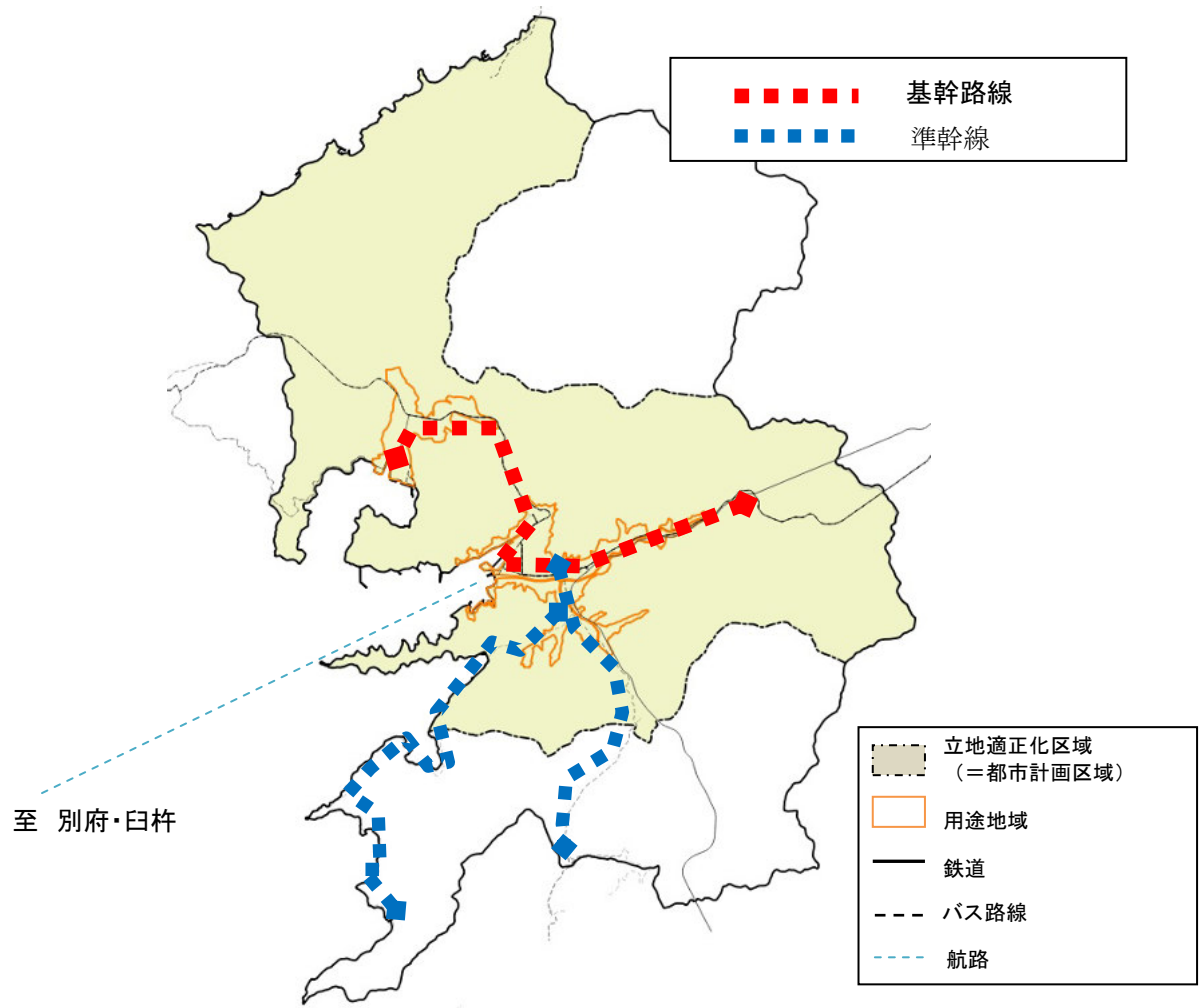 基幹路線
準幹線
至 別府・臼杵
立地適正化区域
(＝都市計画区域)
用途地域
鉄道
バス路線
航路